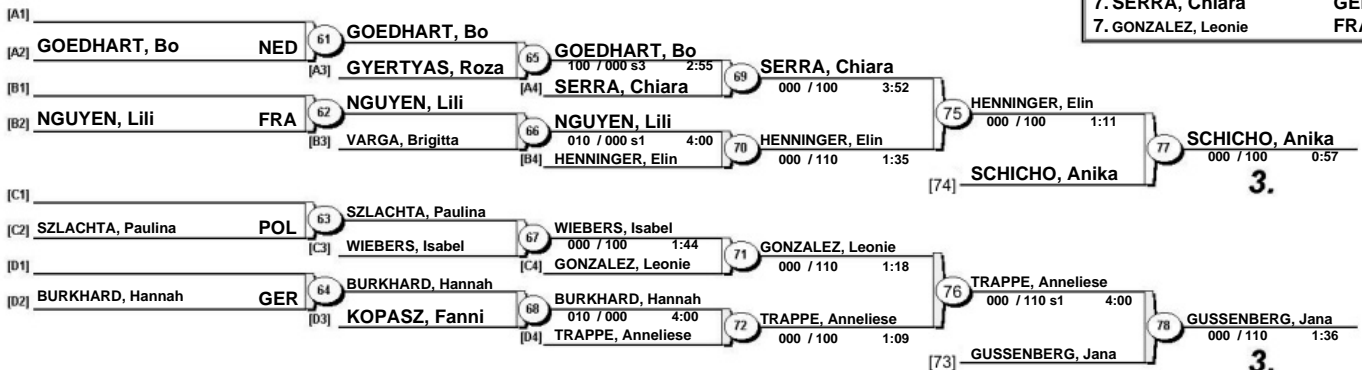 7. SERRA, Chiara
7. GONZALEZ, Leonie FRA
[A1]
[A2] GOEDHART, Bo NED
61 GOEDHART, Bo
[A3] GYERTYAS, Roza
65 GOEDHART, Bo
100 / 000 s3 2:55
[A4] SERRA, Chiara
69 SERRA, Chiara
000 / 100 3:52
[B1]
[B2] NGUYEN, Lili FRA
62 NGUYEN, Lili
[B3] VARGA, Brigitta
66 NGUYEN, Lili
010 / 000 s1 4:00
[B4] HENNINGER, Elin
70 HENNINGER, Elin
000 / 110 1:35
75 HENNINGER, Elin
000 / 100 1:11
[74] SCHICHO, Anika
77 SCHICHO, Anika
000 / 100 0:57
3.
[C1]
[C2] SZLACHTA, Paulina POL
63 SZLACHTA, Paulina
[C3] WIEBERS, Isabel
67 WIEBERS, Isabel
000 / 100 1:44
[C4] GONZALEZ, Leonie
71 GONZALEZ, Leonie
000 / 110 1:18
[D1]
[D2] BURKHARD, Hannah GER
64 BURKHARD, Hannah
[D3] KOPASZ, Fanni
68 BURKHARD, Hannah
010 / 000 4:00
[D4] TRAPPE, Anneliese
72 TRAPPE, Anneliese
000 / 100 1:09
76 TRAPPE, Anneliese
000 / 110 s1 4:00
[73] GUSSENBERG, Jana
78 GUSSENBERG, Jana
000 / 110 1:36
3.